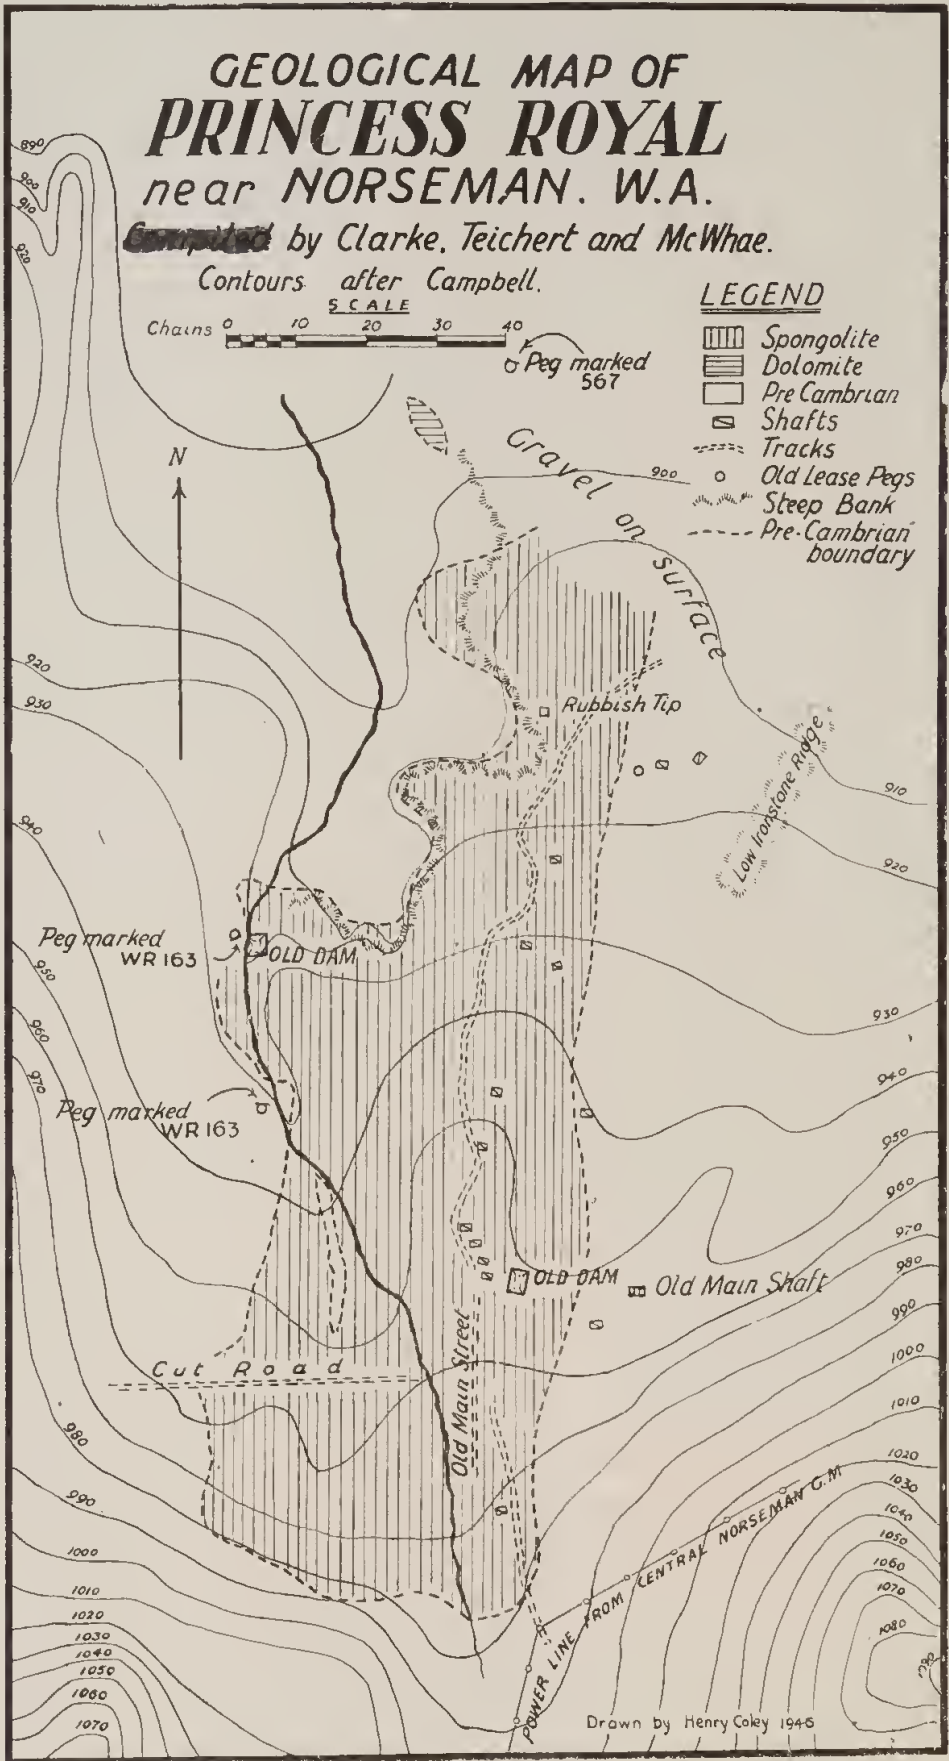 GEOLOGICAL MAP OF
PRINCESS ROYAL
near NORSEMAN. W.A.
Compiled by Clarke, Teichert and McWhae.
Contours after Campbell.
SCALE
Chains 0 10 20 30 40
Peg marked
567
LEGEND
Spongolite
Dolomite
Pre Cambrian
Shafts
Tracks
Old Lease Pegs
Steep Bank
Pre-Cambrian
boundary
N
Gravel on surface
Rubbish Tip
Low Ironstone Ridge
Peg marked
WR 163
OLD DAM
Peg marked
WR 163
OLD DAM
Old Main Shaft
Cut Road
Old Main Street
POWER LINE FROM CENTRAL NORSEMAN G.M
Drawn by Henry Coley 1946
890
900
910
920
920
930
940
950
960
970
980
990
1000
1010
1020
1030
1040
1050
1060
1070
900
910
920
930
940
950
960
970
980
990
1000
1010
1020
1030
1040
1050
1060
1070
1080
1090